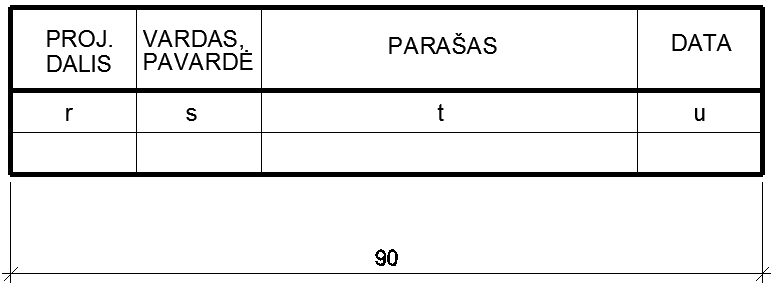 PROJ. DALIS
VARDAS, PAVARDĖ
PARAŠAS
DATA
r s t u
90